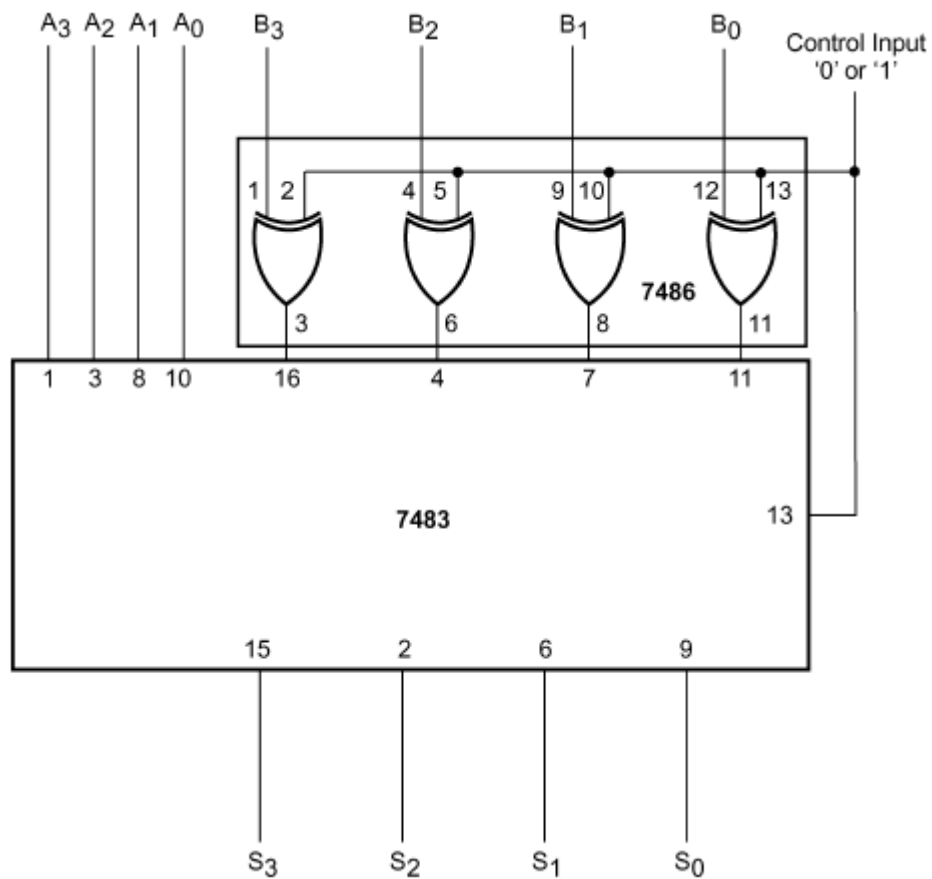 A3 A2 A1 A0 B3 B2 B1 B0
Control Input
‘0’ or ‘1’
1 2 4 5 9 10 12 13
7486
3 6 8 11
1 3 8 10 16 4 7 11
7483 13
15 2 6 9
S3 S2 S1 S0